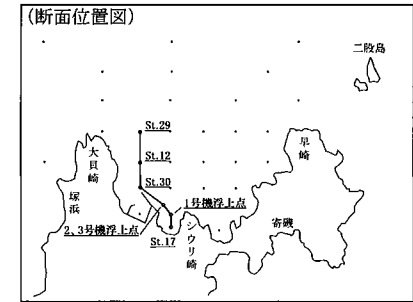 (断面位置図)
二股島
St.29
大貝崎
早崎
St.12
St.30
塚浜
1号機浮上点
寄磯
シウリ崎
2、3号機浮上点
St.17